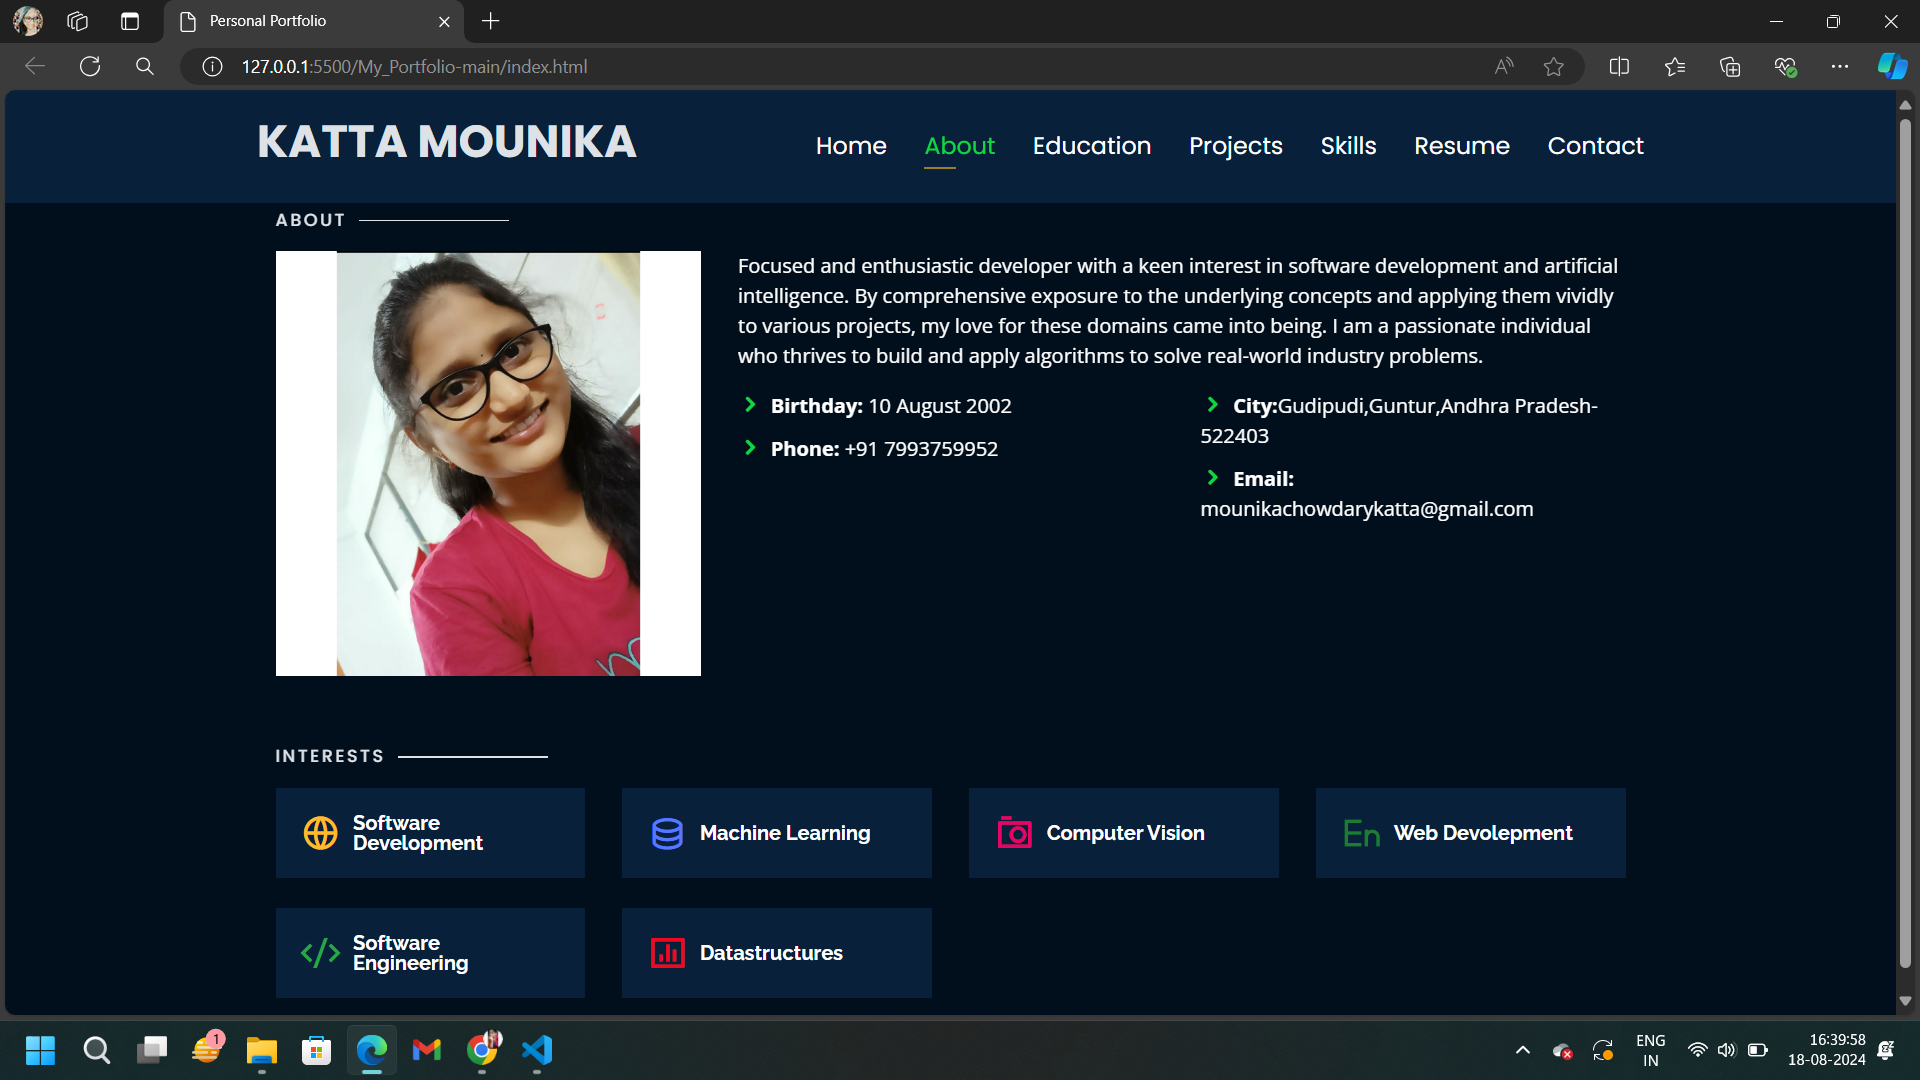 Personal Portfolio
127.0.0.1:5500/My_Portfolio-main/index.html
KATTA MOUNIKA
Home About Education Projects Skills Resume Contact
ABOUT
Focused and enthusiastic developer with a keen interest in software development and artificial
intelligence. By comprehensive exposure to the underlying concepts and applying them vividly
to various projects, my love for these domains came into being. I am a passionate individual
who thrives to build and apply algorithms to solve real-world industry problems.
Birthday: 10 August 2002
Phone: +91 7993759952
City:Gudipudi,Guntur,Andhra Pradesh-
522403
Email:
mounikachowdarykatta@gmail.com
INTERESTS
Software
Development
Machine Learning
Computer Vision
En Web Devolepment
Software
Engineering
Datastructures
1
ENG
IN
16:39:58
18-08-2024